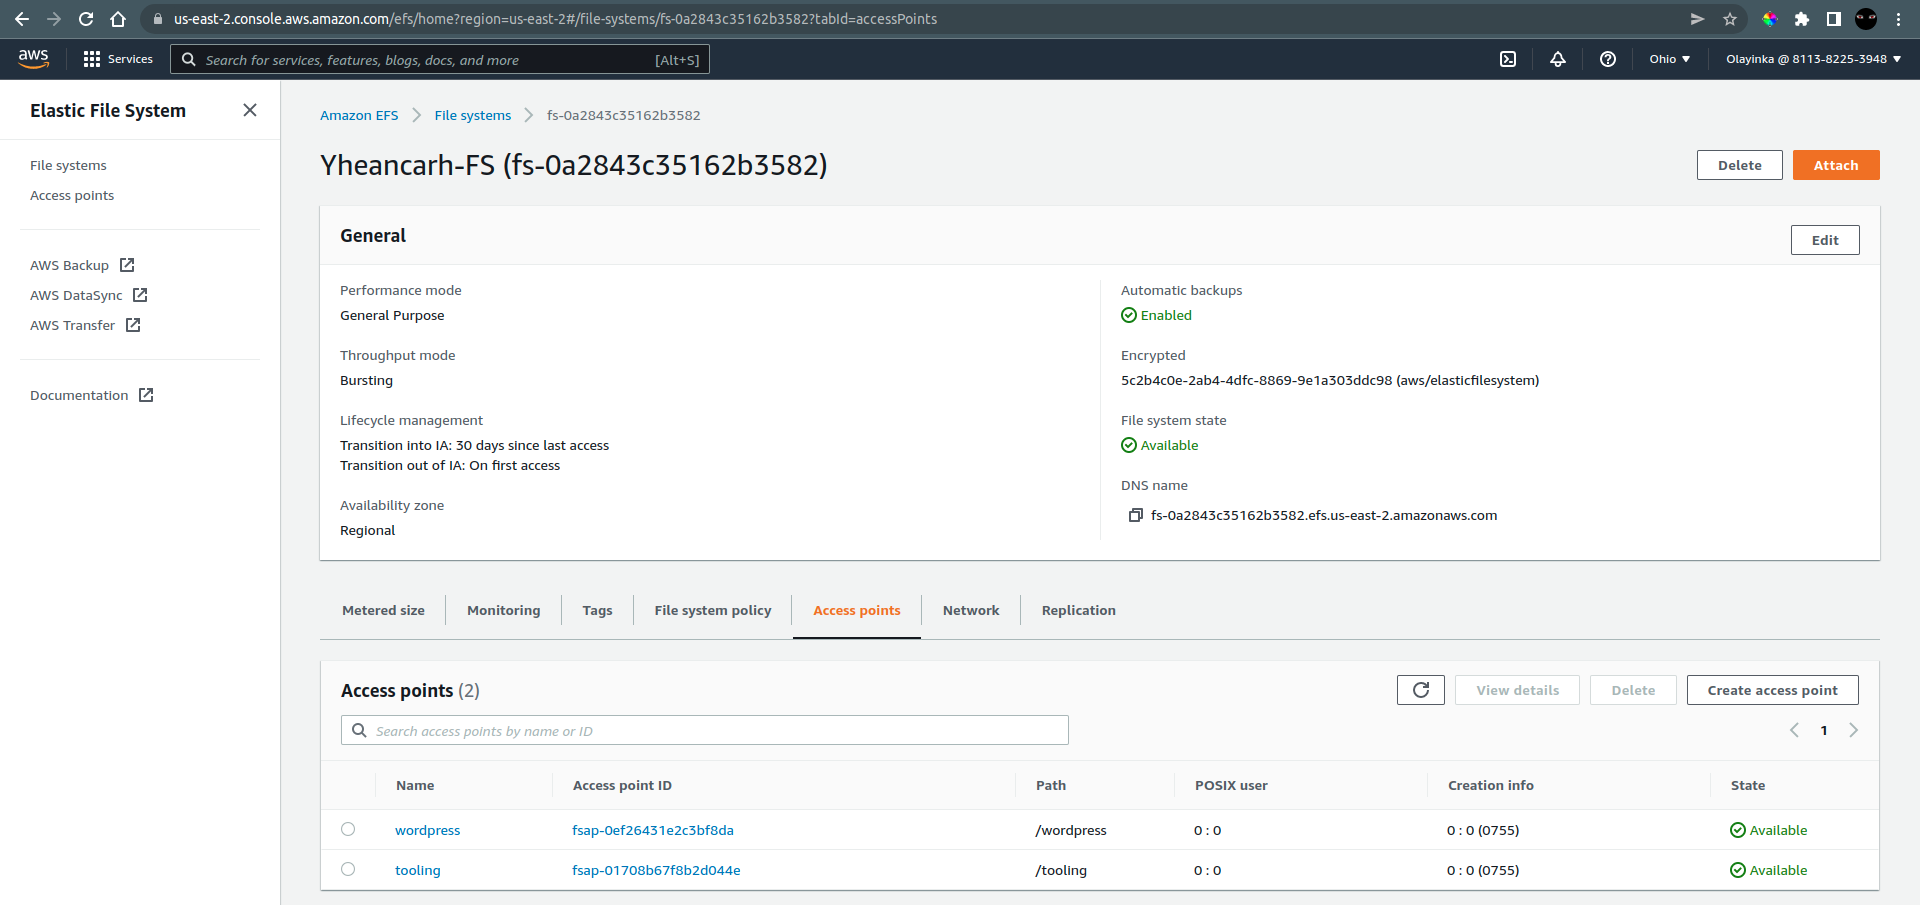 us-east-2.console.aws.amazon.com/efs/home?region=us-east-2#/file-systems/fs-0a2843c35162b3582?tabId=accessPoints
aws Services Search for services, features, blogs, docs, and more [Alt+S] Ohio Olayinka @ 8113-8225-3948
Elastic File System
File systems
Access points
AWS Backup
AWS DataSync
AWS Transfer
Documentation
Amazon EFS File systems fs-0a2843c35162b3582
Yheancarh-FS (fs-0a2843c35162b3582)
Delete Attach
General
Edit
Performance mode
General Purpose
Throughput mode
Bursting
Lifecycle management
Transition into IA: 30 days since last access
Transition out of IA: On first access
Availability zone
Regional
Automatic backups
Enabled
Encrypted
5c2b4c0e-2ab4-4dfc-8869-9e1a303ddc98 (aws/elasticfilesystem)
File system state
Available
DNS name
fs-0a2843c35162b3582.efs.us-east-2.amazonaws.com
Metered size Monitoring Tags File system policy Access points Network Replication
Access points (2)
View details Delete Create access point
Search access points by name or ID
1
Name Access point ID Path POSIX user Creation info State
wordpress fsap-0ef26431e2c3bf8da /wordpress 0 : 0 0 : 0 (0755) Available
tooling fsap-01708b67f8b2d044e /tooling 0 : 0 0 : 0 (0755) Available